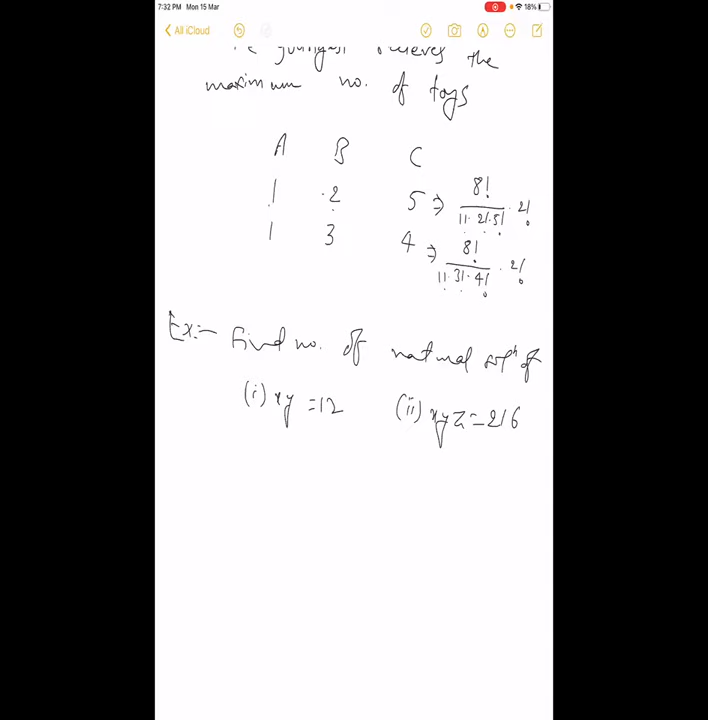 7:32 PM Mon 15 Mar
18%
All iCloud
the
maximum no. of toys
A B C
1 2 5 ⇒ 8!/(1!·2!·5!) · 2!
1 3 4 ⇒ 8!/(1!·3!·4!) · 2!
Ex:- Find no. of natural solⁿ of
(i) xy = 12 (ii) xyz = 216